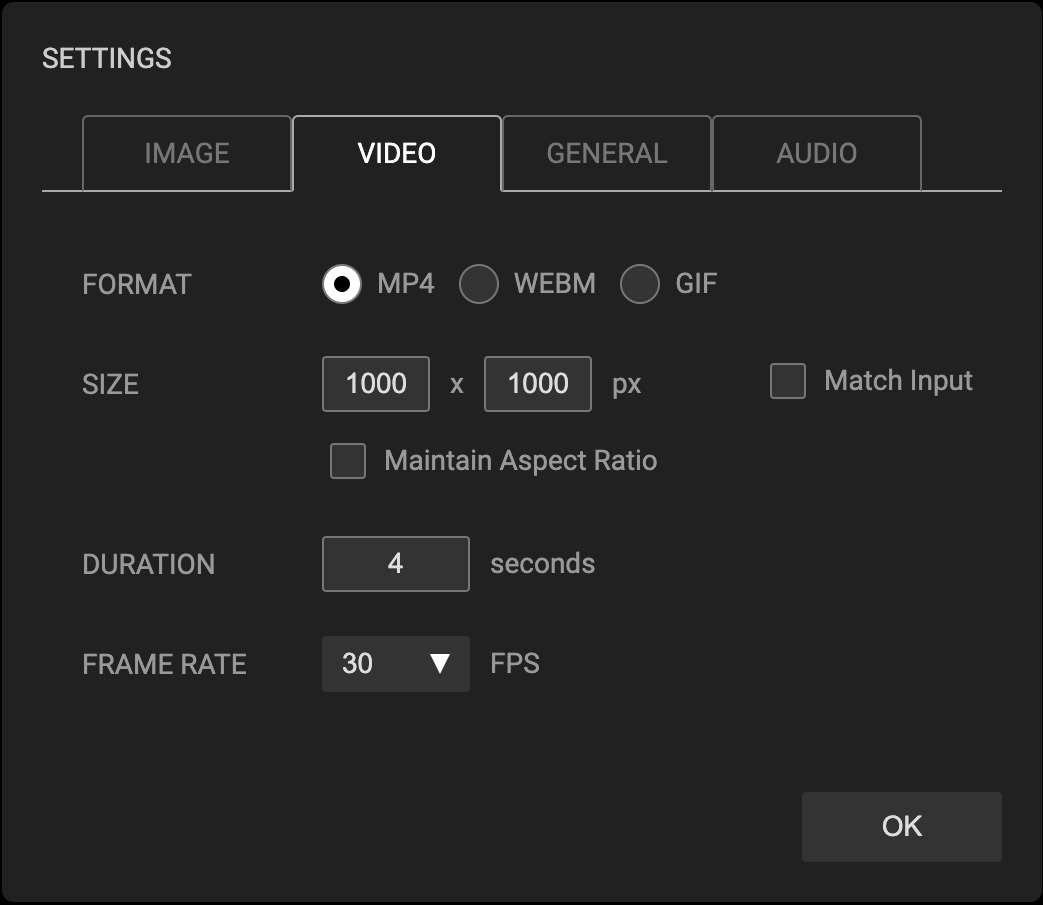 SETTINGS
IMAGE VIDEO GENERAL AUDIO
FORMAT MP4 WEBM GIF
SIZE 1000 x 1000 px Match Input
Maintain Aspect Ratio
DURATION 4 seconds
FRAME RATE 30 FPS
OK